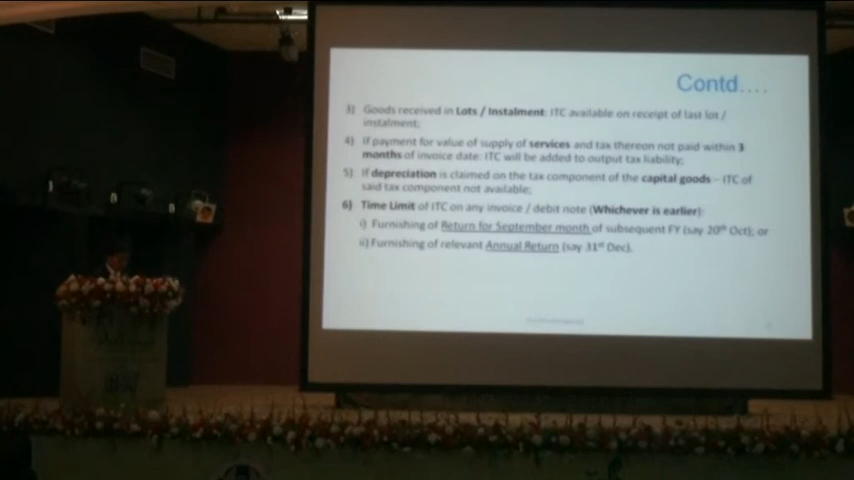 Contd....
3) Goods received in Lots / Instalment: ITC available on receipt of last lot /
instalment;
4) If payment for value of supply of services and tax thereon not paid within 3
months of invoice date: ITC will be added to output tax liability;
5) If depreciation is claimed on the tax component of the capital goods – ITC of
said tax component not available;
6) Time Limit of ITC on any invoice / debit note (Whichever is earlier):
i) Furnishing of Return for September month of subsequent FY (say 20th Oct); or
ii) Furnishing of relevant Annual Return (say 31st Dec).